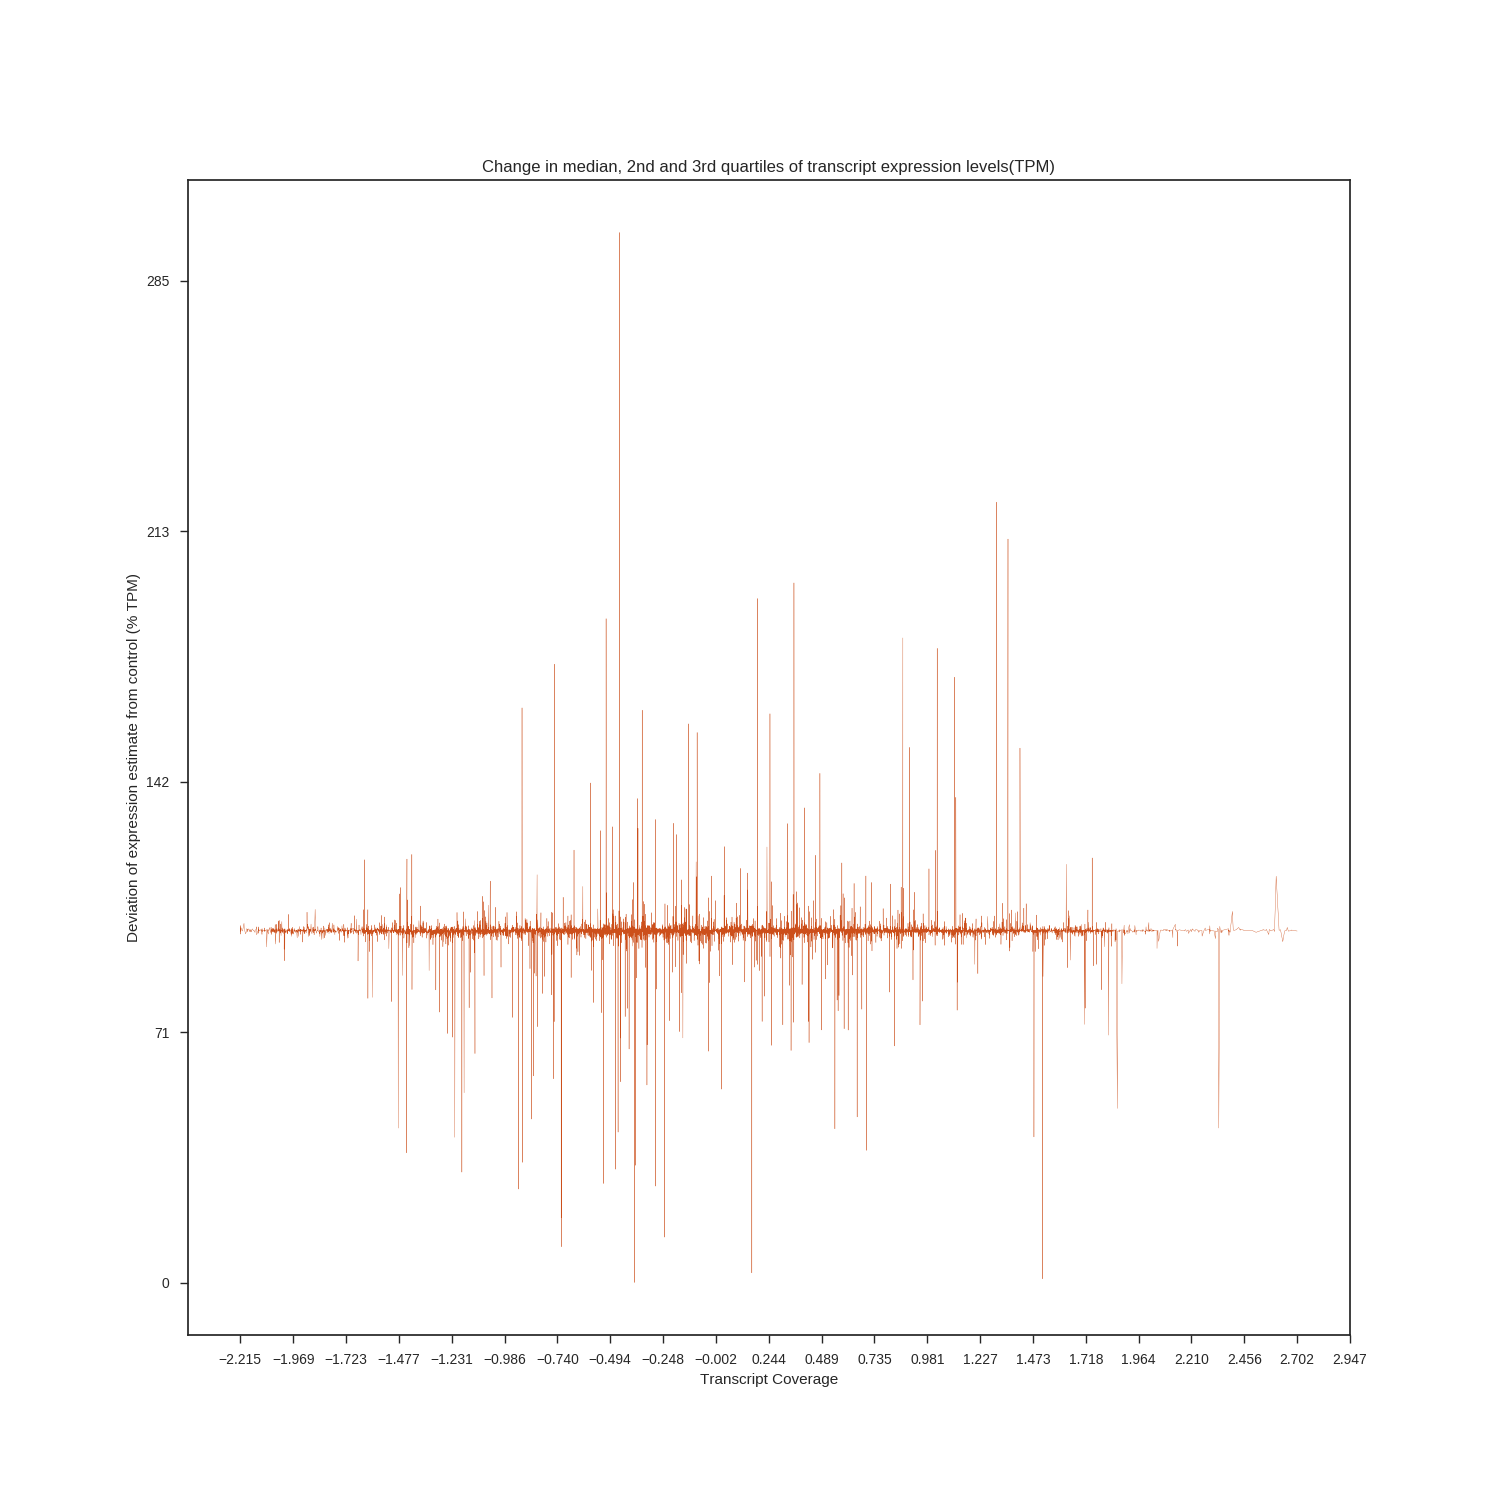 Change in median, 2nd and 3rd quartiles of transcript expression levels(TPM)
Deviation of expression estimate from control (% TPM)
285
213
142
71
0
−2.215 −1.969 −1.723 −1.477 −1.231 −0.986 −0.740 −0.494 −0.248 −0.002 0.244 0.489 0.735 0.981 1.227 1.473 1.718 1.964 2.210 2.456 2.702 2.947
Transcript Coverage